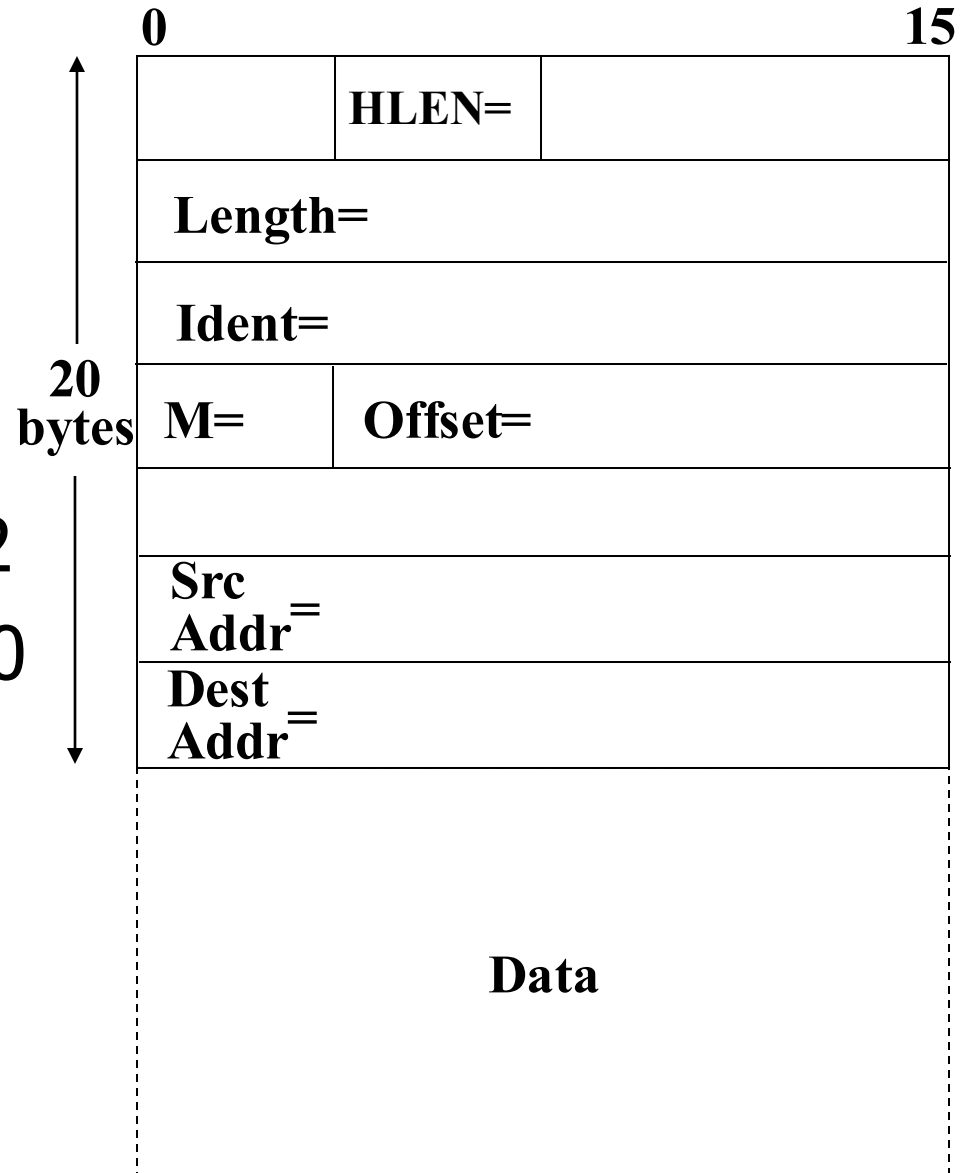 0 15
HLEN=
Length=
Ident=
20
bytes
M= Offset=
Src
Addr=
Dest
Addr=
Data